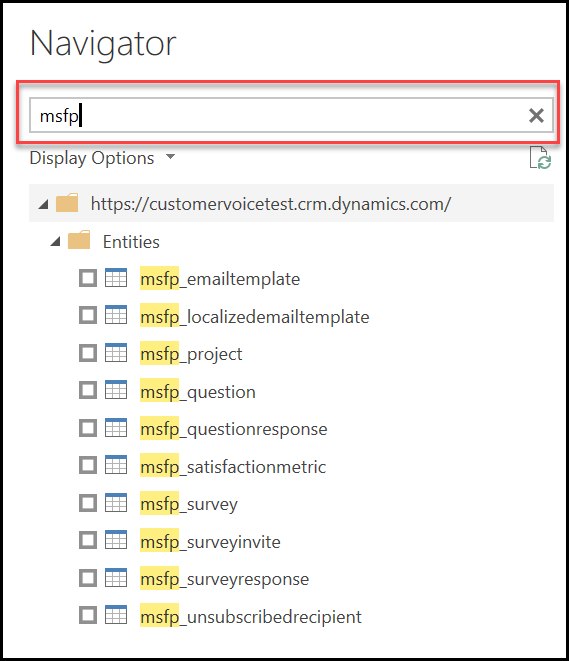 Navigator
msfp
Display Options
https://customervoicetest.crm.dynamics.com/
Entities
msfp_emailtemplate
msfp_localizedemailtemplate
msfp_project
msfp_question
msfp_questionresponse
msfp_satisfactionmetric
msfp_survey
msfp_surveyinvite
msfp_surveyresponse
msfp_unsubscribedrecipient